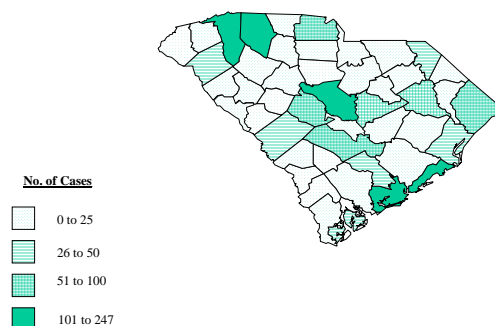 No. of Cases
0 to 25
26 to 50
51 to 100
101 to 247